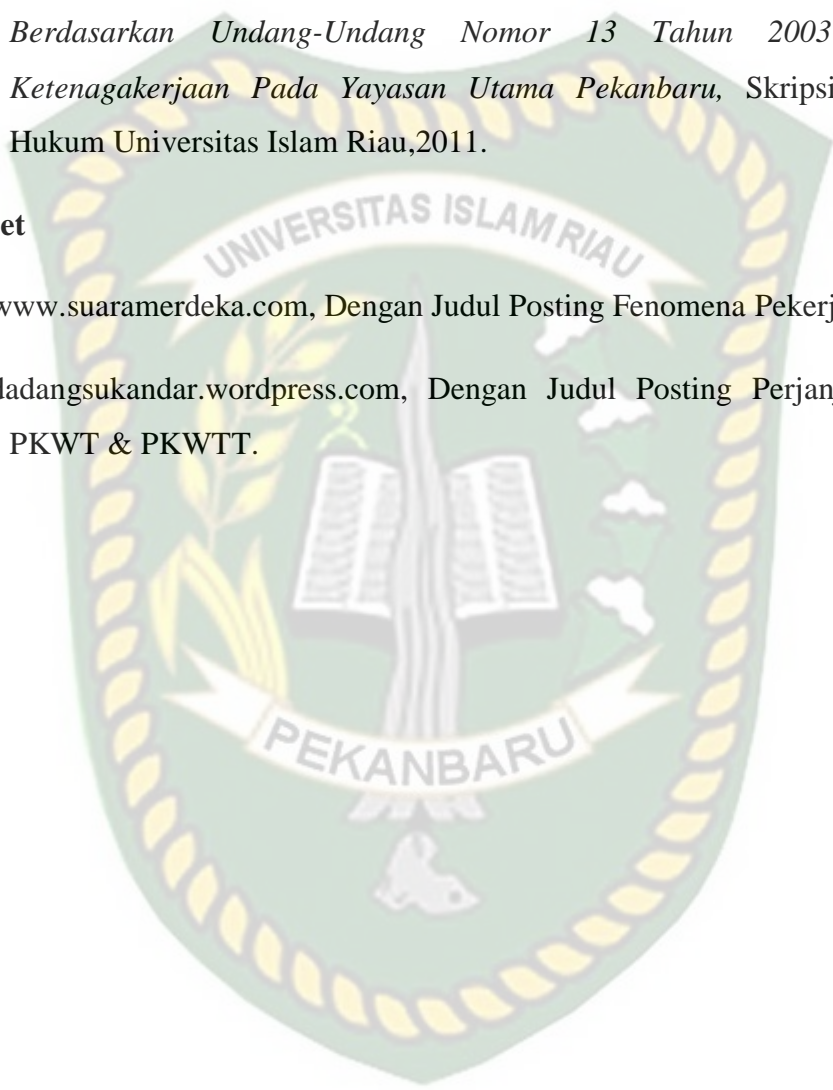 Berdasarkan Undang-Undang Nomor 13 Tahun 2003
Ketenagakerjaan Pada Yayasan Utama Pekanbaru, Skripsi
Hukum Universitas Islam Riau,2011.
et
www.suaramerdeka.com, Dengan Judul Posting Fenomena Pekerj
dadangsukandar.wordpress.com, Dengan Judul Posting Perjanj
PKWT & PKWTT.
UNIVERSITAS ISLAM RIAU
PEKANBARU